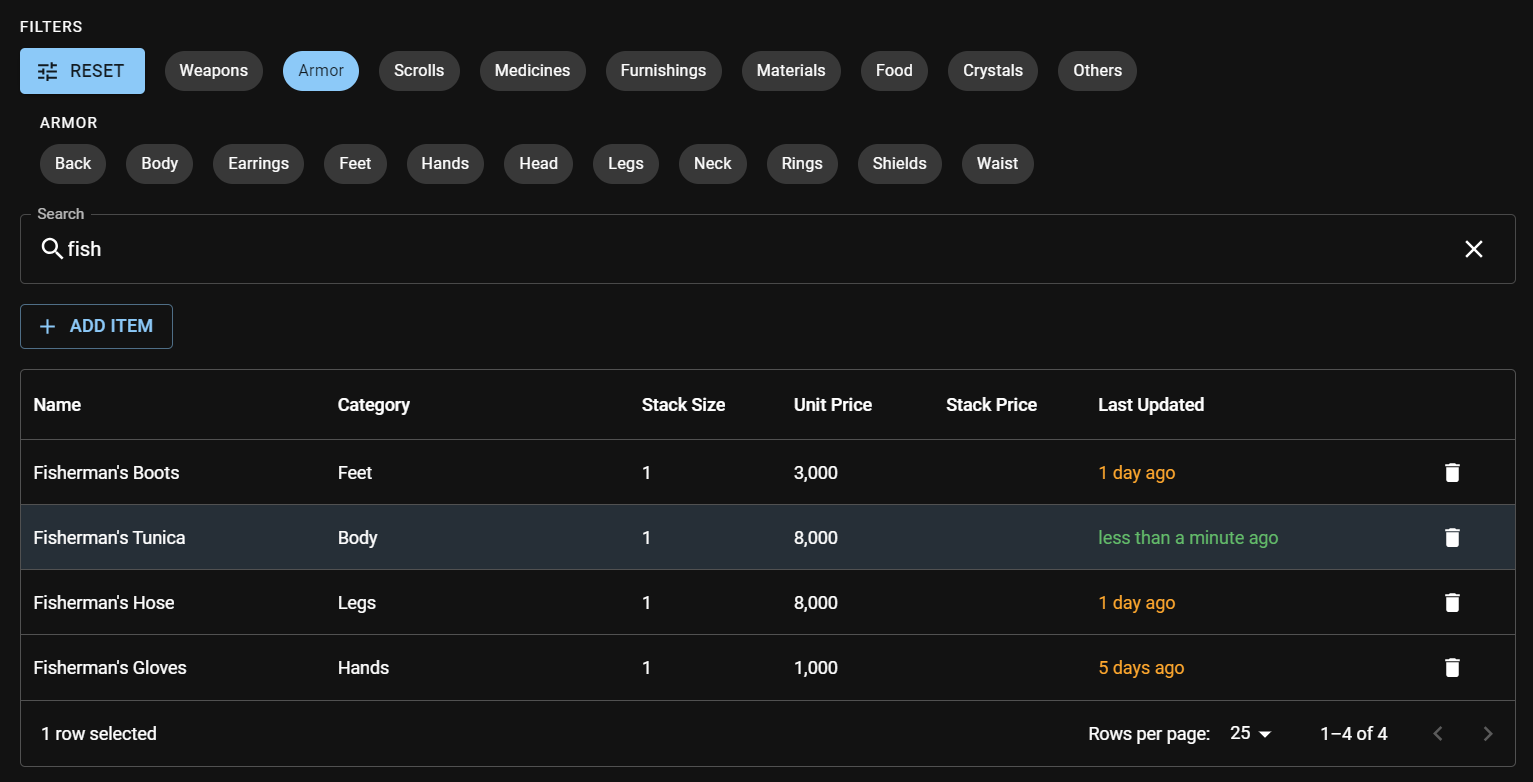 FILTERS
RESET Weapons Armor Scrolls Medicines Furnishings Materials Food Crystals Others
ARMOR
Back Body Earrings Feet Hands Head Legs Neck Rings Shields Waist
Search
fish
ADD ITEM
Name Category Stack Size Unit Price Stack Price Last Updated
Fisherman's Boots Feet 1 3,000 1 day ago
Fisherman's Tunica Body 1 8,000 less than a minute ago
Fisherman's Hose Legs 1 8,000 1 day ago
Fisherman's Gloves Hands 1 1,000 5 days ago
1 row selected Rows per page: 25 1–4 of 4